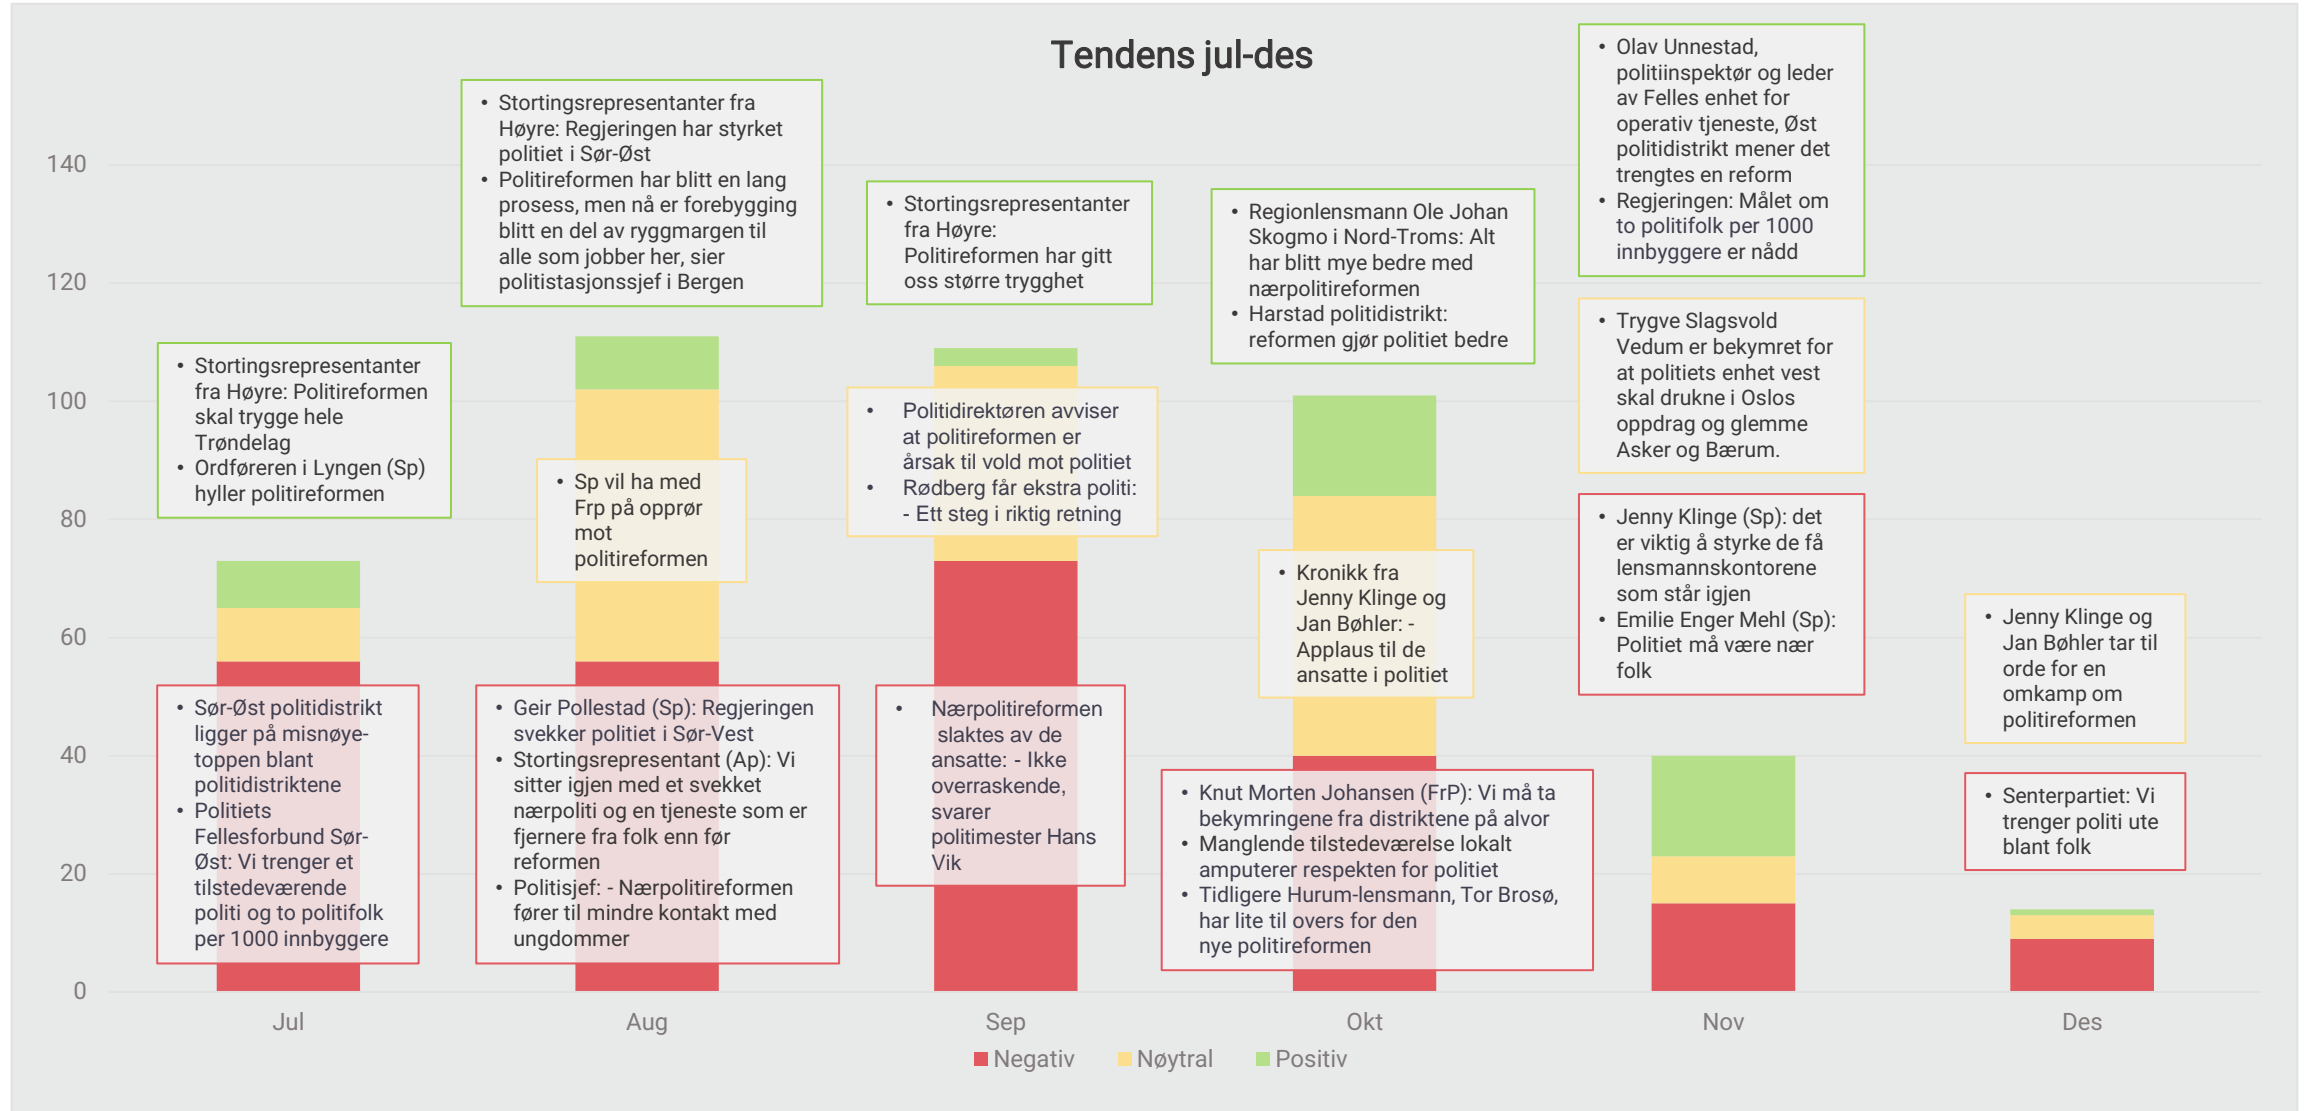 Tendens jul-des
140
120
100
80
60
40
20
0
• Stortingsrepresentanter
fra Høyre: Politireformen
skal trygge hele
Trøndelag
• Ordføreren i Lyngen (Sp)
hyller politireformen
• Sør-Øst politidistrikt
ligger på misnøye-
toppen blant
politidistriktene
• Politiets
Fellesforbund Sør-
Øst: Vi trenger et
tilstedeværende
politi og to politifolk
per 1000 innbyggere
• Stortingsrepresentanter fra
Høyre: Regjeringen har styrket
politiet i Sør-Øst
• Politireformen har blitt en lang
prosess, men nå er forebygging
blitt en del av ryggmargen til
alle som jobber her, sier
politistasjonssjef i Bergen
• Sp vil ha med
Frp på opprør
mot
politireformen
• Geir Pollestad (Sp): Regjeringen
svekker politiet i Sør-Vest
• Stortingsrepresentant (Ap): Vi
sitter igjen med et svekket
nærpoliti og en tjeneste som er
fjernere fra folk enn før
reformen
• Politisjef: - Nærpolitireformen
fører til mindre kontakt med
ungdommer
• Stortingsrepresentanter
fra Høyre:
Politireformen har gitt
oss større trygghet
• Politidirektøren avviser
at politireformen er
årsak til vold mot politiet
• Rødberg får ekstra politi:
- Ett steg i riktig retning
• Nærpolitireformen
slaktes av de
ansatte: - Ikke
overraskende,
svarer
politimester Hans
Vik
• Regionlensmann Ole Johan
Skogmo i Nord-Troms: Alt
har blitt mye bedre med
nærpolitireformen
• Harstad politidistrikt:
reformen gjør politiet bedre
• Kronikk fra
Jenny Klinge og
Jan Bøhler: -
Applaus til de
ansatte i politiet
• Knut Morten Johansen (FrP): Vi må ta
bekymringene fra distriktene på alvor
• Manglende tilstedeværelse lokalt
amputerer respekten for politiet
• Tidligere Hurum-lensmann, Tor Brosø,
har lite til overs for den
nye politireformen
• Olav Unnestad,
politiinspektør og leder
av Felles enhet for
operativ tjeneste, Øst
politidistrikt mener det
trengtes en reform
• Regjeringen: Målet om
to politifolk per 1000
innbyggere er nådd
• Trygve Slagsvold
Vedum er bekymret for
at politiets enhet vest
skal drukne i Oslos
oppdrag og glemme
Asker og Bærum.
• Jenny Klinge (Sp): det
er viktig å styrke de få
lensmannskontorene
som står igjen
• Emilie Enger Mehl (Sp):
Politiet må være nær
folk
• Jenny Klinge og
Jan Bøhler tar til
orde for en
omkamp om
politireformen
• Senterpartiet: Vi
trenger politi ute
blant folk
Jul
Aug
Sep
Okt
Nov
Des
Negativ
Nøytral
Positiv